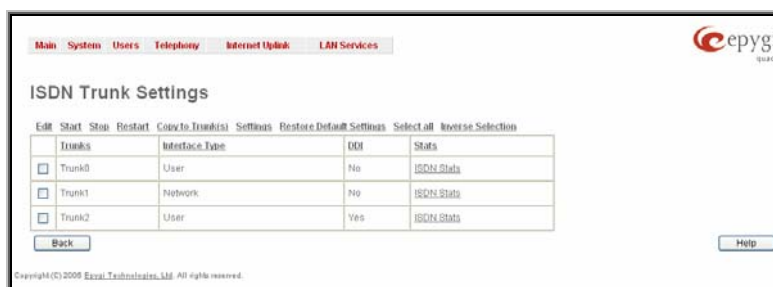 Main System Users Telephony Internet Uplink LAN Services
epygi
ISDN Trunk Settings
Edit Start Stop Restart Copy to Trunk(s) Settings Restore Default Settings Select all Inverse Selection
Trunks Interface Type DDI Stats
Trunk0 User No ISDN Stats
Trunk1 Network No ISDN Stats
Trunk2 User Yes ISDN Stats
Back Help
Copyright (C) 2006 Epygi Technologies, Ltd. All rights reserved.